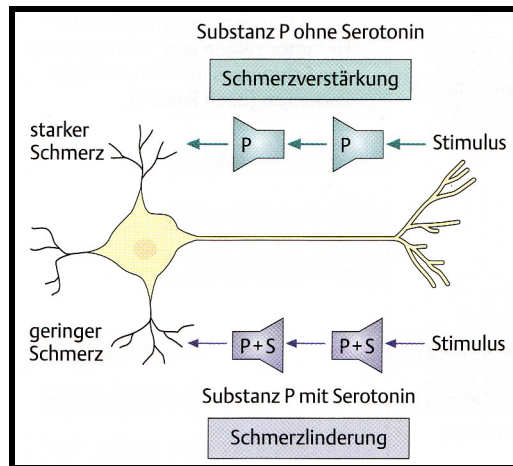 Substanz P ohne Serotonin
Schmerzverstärkung
starker
Schmerz
P
P
Stimulus
geringer
Schmerz
P+S
P+S
Stimulus
Substanz P mit Serotonin
Schmerzlinderung